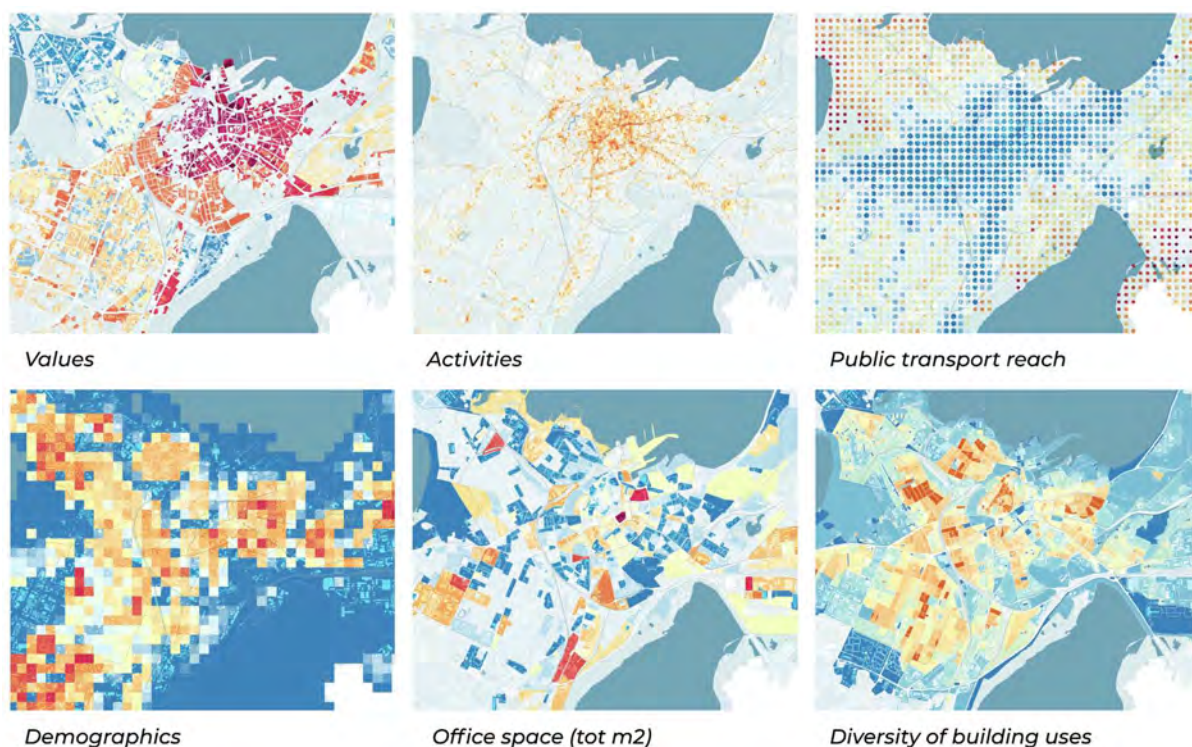 Values
Activities
Public transport reach
Demographics
Office space (tot m2)
Diversity of building uses